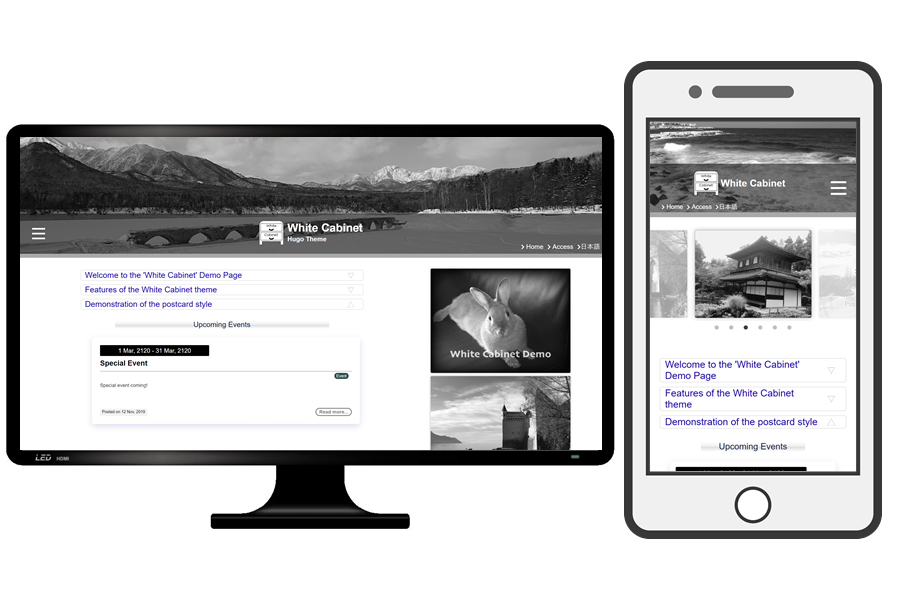 White
Cabinet
White Cabinet
Hugo Theme
Home Access 日本語
Welcome to the 'White Cabinet' Demo Page
Features of the White Cabinet theme
Demonstration of the postcard style
Upcoming Events
1 Mar, 2120 - 31 Mar, 2120
Special Event
Event
Special event coming!
Posted on 12 Nov, 2019
Read more...
White Cabinet Demo
LED HDMI
White
Cabinet
White Cabinet
Home Access 日本語
Welcome to the 'White Cabinet'
Demo Page
Features of the White Cabinet
theme
Demonstration of the postcard style
Upcoming Events